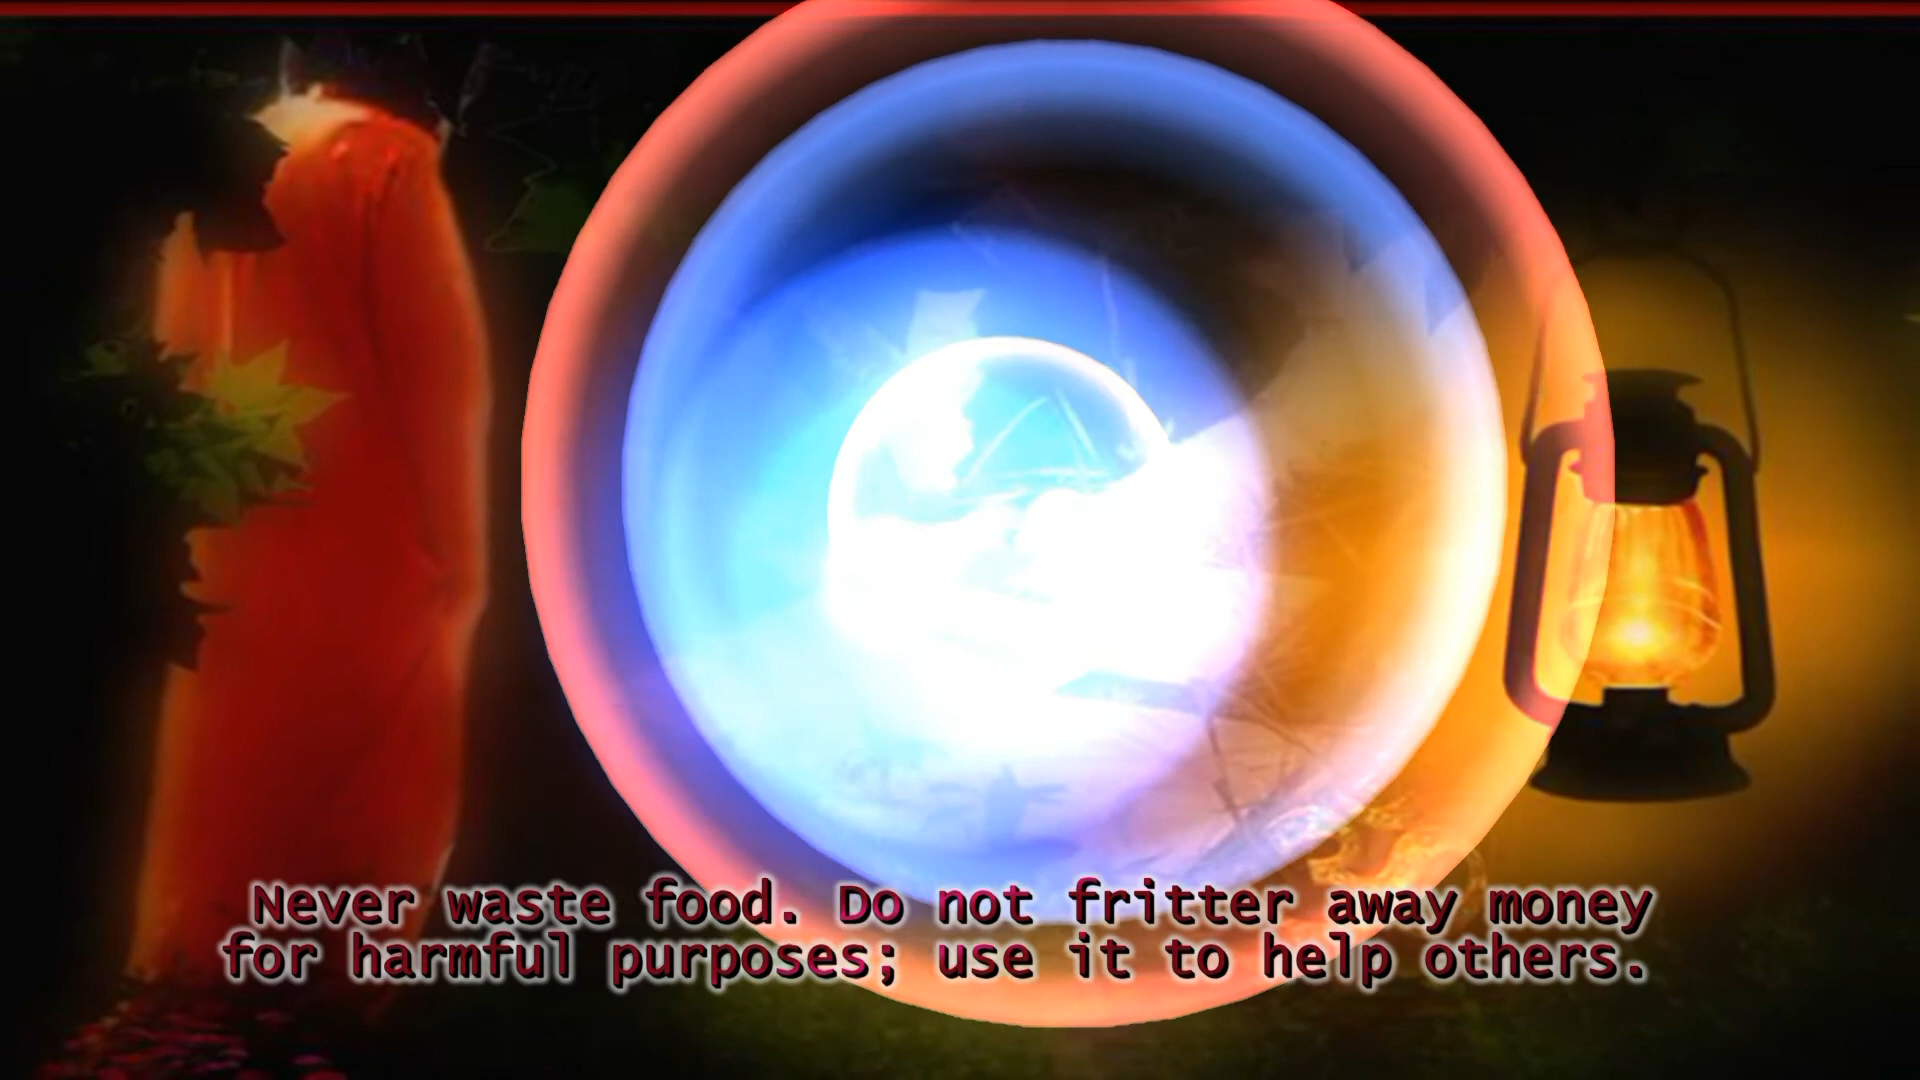 Never waste food. Do not fritter away money
for harmful purposes; use it to help others.